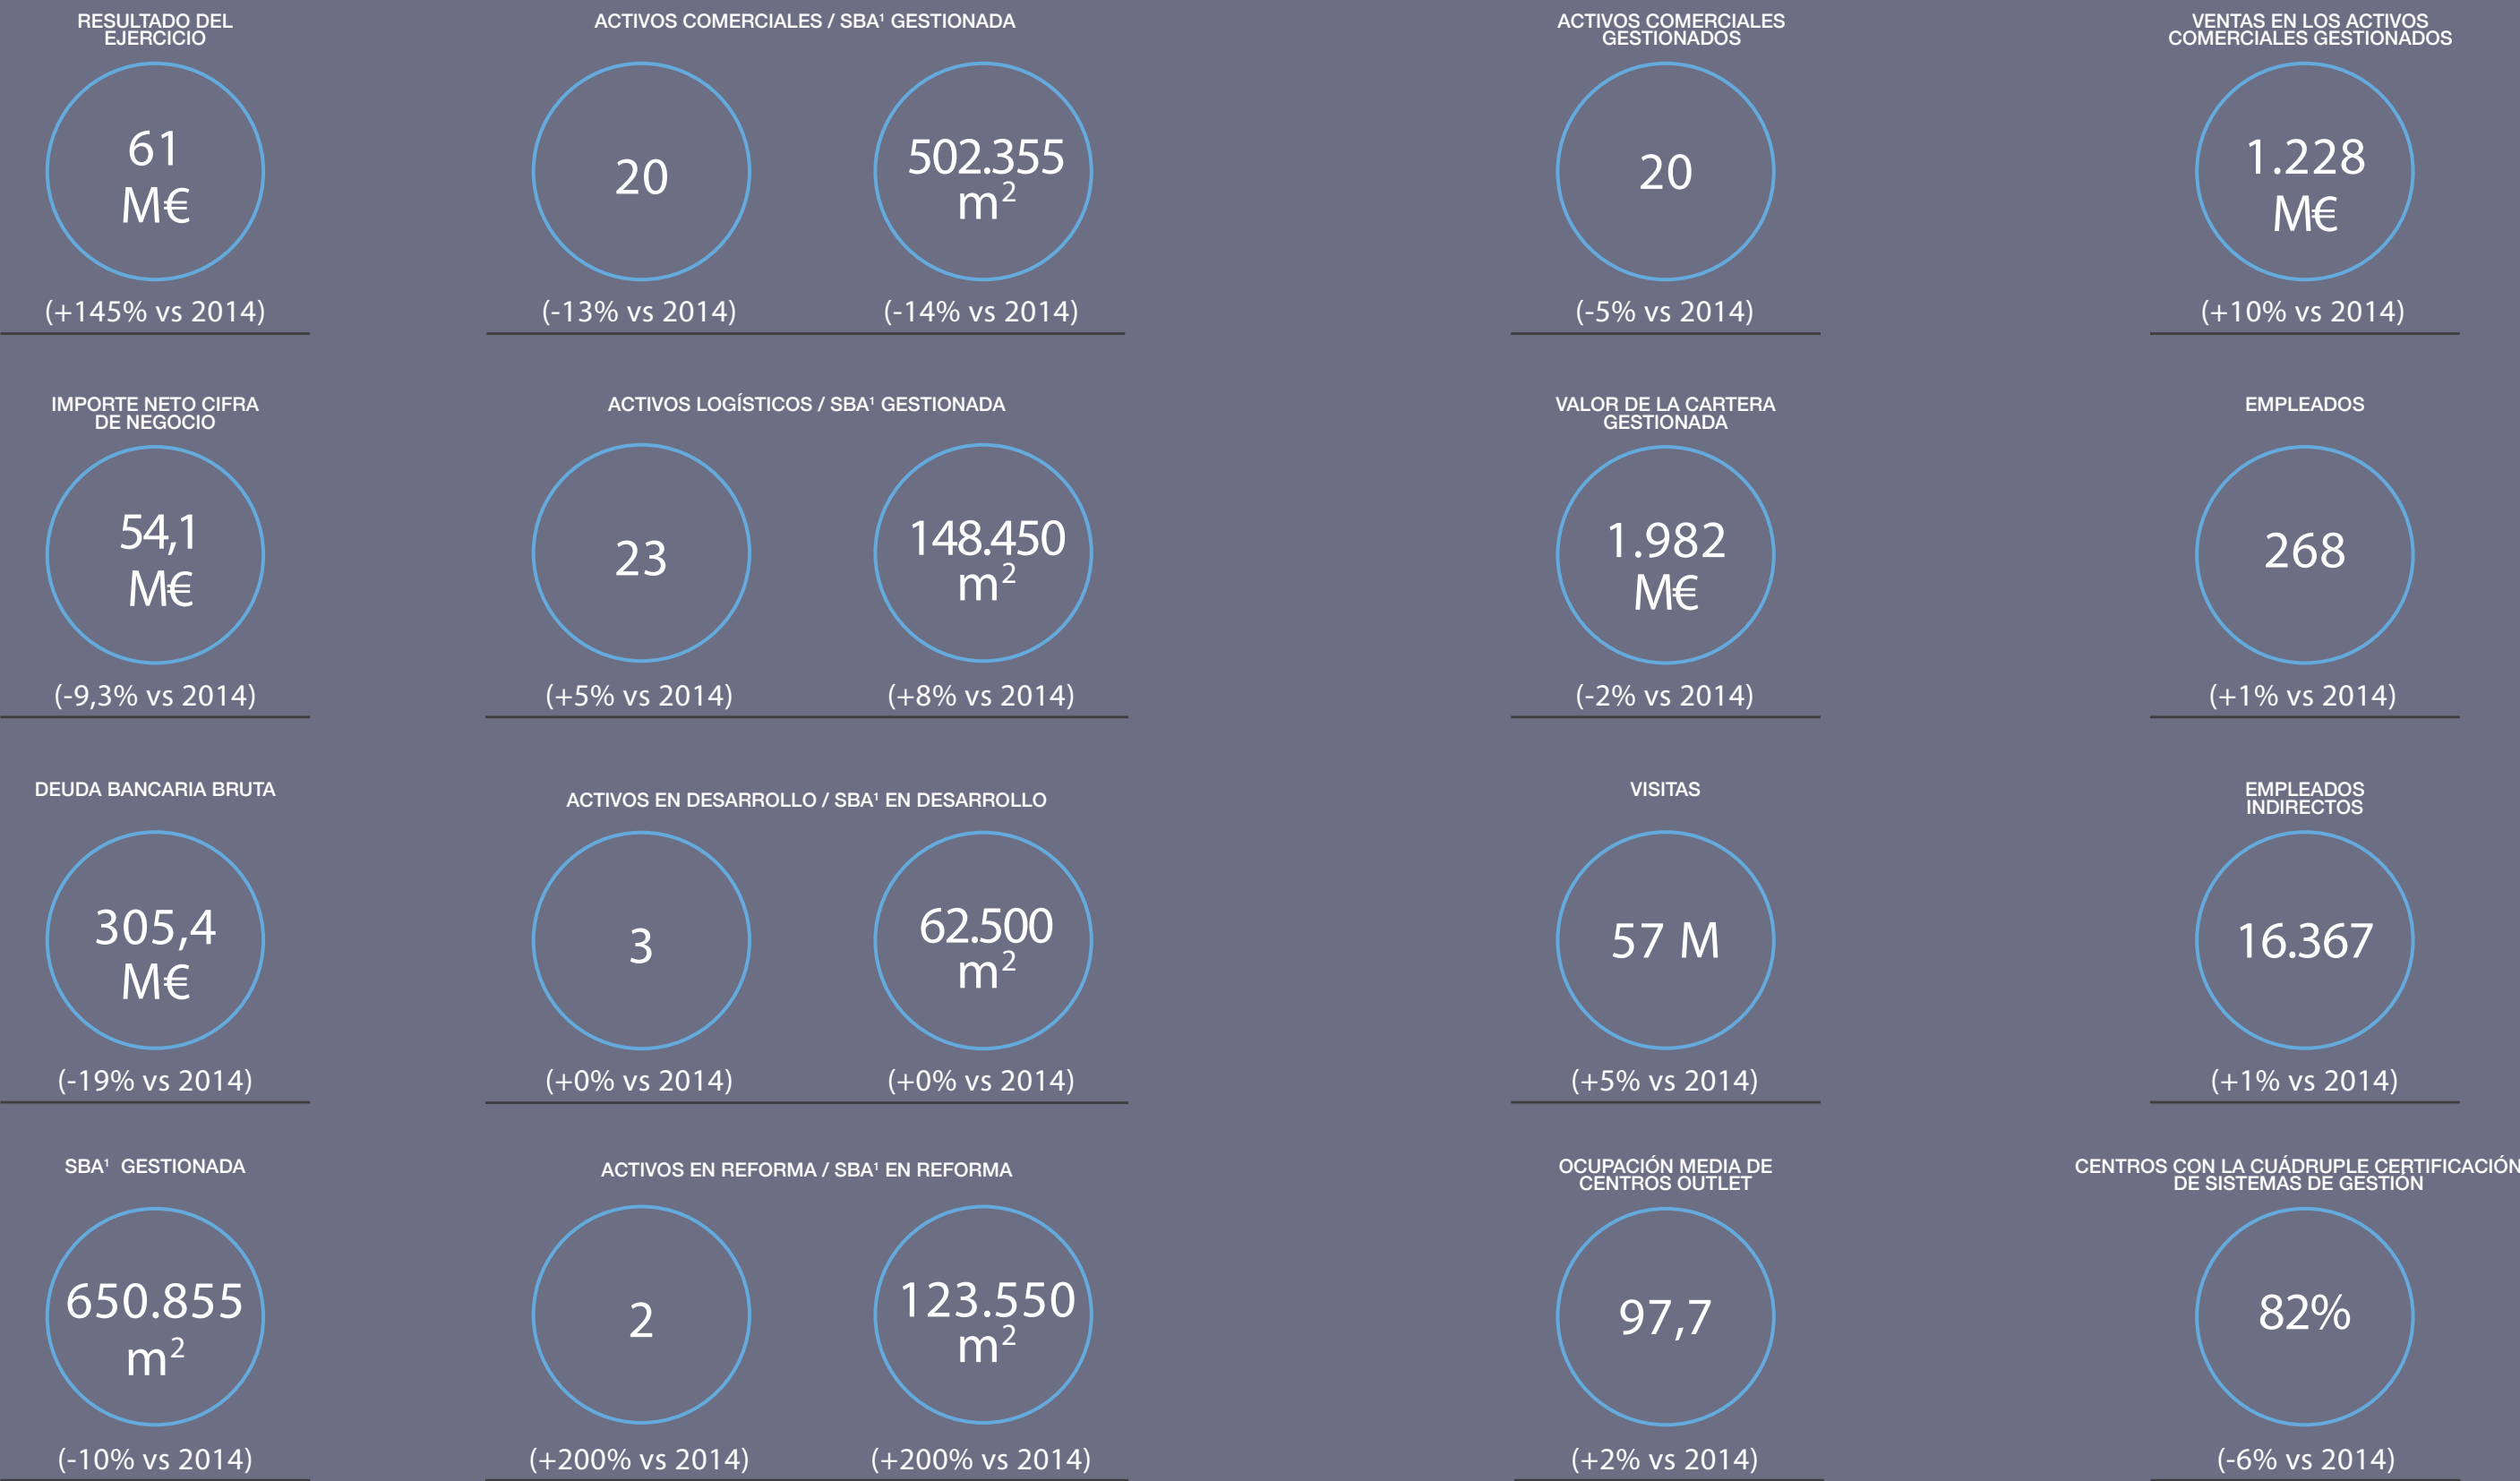 RESULTADO DEL
EJERCICIO
61
M€
(+145% vs 2014)
ACTIVOS COMERCIALES / SBA¹ GESTIONADA
20
(-13% vs 2014)
502.355
m²
(-14% vs 2014)
ACTIVOS COMERCIALES
GESTIONADOS
20
(-5% vs 2014)
VENTAS EN LOS ACTIVOS
COMERCIALES GESTIONADOS
1.228
M€
(+10% vs 2014)
IMPORTE NETO CIFRA
DE NEGOCIO
54,1
M€
(-9,3% vs 2014)
ACTIVOS LOGÍSTICOS / SBA¹ GESTIONADA
23
(+5% vs 2014)
148.450
m²
(+8% vs 2014)
VALOR DE LA CARTERA
GESTIONADA
1.982
M€
(-2% vs 2014)
EMPLEADOS
268
(+1% vs 2014)
DEUDA BANCARIA BRUTA
305,4
M€
(-19% vs 2014)
ACTIVOS EN DESARROLLO / SBA¹ EN DESARROLLO
3
(+0% vs 2014)
62.500
m²
(+0% vs 2014)
VISITAS
57 M
(+5% vs 2014)
EMPLEADOS
INDIRECTOS
16.367
(+1% vs 2014)
SBA¹ GESTIONADA
650.855
m²
(-10% vs 2014)
ACTIVOS EN REFORMA / SBA¹ EN REFORMA
2
(+200% vs 2014)
123.550
m²
(+200% vs 2014)
OCUPACIÓN MEDIA DE
CENTROS OUTLET
97,7
(+2% vs 2014)
CENTROS CON LA CUÁDRUPLE CERTIFICACIÓN
DE SISTEMAS DE GESTIÓN
82%
(-6% vs 2014)